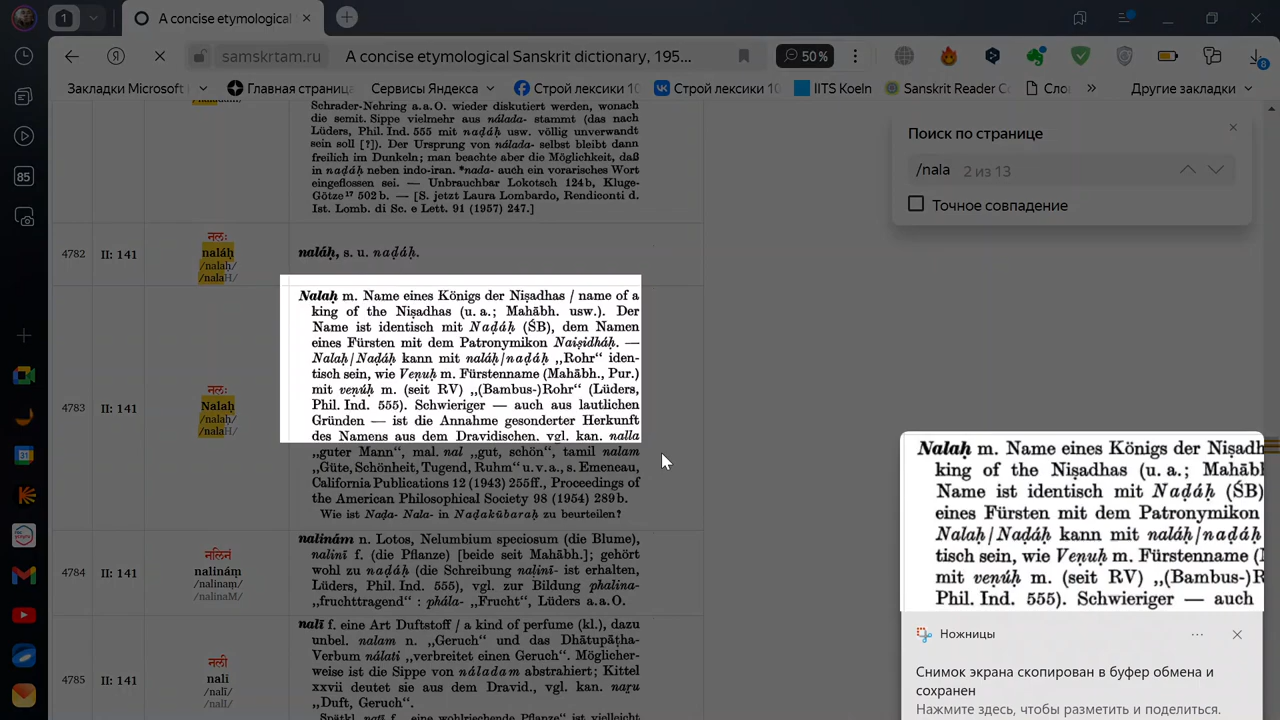 1
A concise etymological
samskrtam.ru
A concise etymological Sanskrit dictionary, 195...
50 %
8
Закладки Microsoft
Главная страница
Сервисы Яндекса
Строй лексики 10
Строй лексики 10
IITS Koeln
Sanskrit Reader Co
Сло
»
Другие закладки
85
Поиск по странице
/nala 2 из 13
Точное совпадение
Schrader-Nehring a.a.O. wieder diskutiert werden, wonach
die semit. Sippe vielmehr aus nálada- stammt (das nach
Lüders, Phil. Ind. 555 mit naḍáḥ usw. völlig unverwandt
sein soll [?]). Der Ursprung von nálada- selbst bleibt dann
freilich im Dunkeln; man beachte aber die Möglichkeit, daß
in naḍáḥ neben indo-iran. *nada- auch ein vorarisches Wort
eingeflossen sei. — Unbrauchbar Lokotsch 124b, Kluge-
Götze¹⁷ 502 b. — [S. jetzt Laura Lombardo, Rendiconti d.
Ist. Lomb. di Sc. e Lett. 91 (1957) 247.]
4782
II: 141
नलः
naláḥ
/nalaḥ/
/nalaH/
naláḥ, s. u. naḍáḥ.
4783
II: 141
नलः
Nalaḥ
/nalaḥ/
/nalaH/
Nalaḥ m. Name eines Königs der Niṣadhas / name of a
king of the Niṣadhas (u. a.; Mahābh. usw.). Der
Name ist identisch mit Naḍáḥ (ŚB), dem Namen
eines Fürsten mit dem Patronymikon Naiṣidháḥ. —
Nalaḥ/Naḍáḥ kann mit naláḥ/naḍáḥ „Rohr“ iden-
tisch sein, wie Veṇuḥ m. Fürstenname (Mahābh., Pur.)
mit veṇúḥ m. (seit RV) „(Bambus-)Rohr“ (Lüders,
Phil. Ind. 555). Schwieriger — auch aus lautlichen
Gründen — ist die Annahme gesonderter Herkunft
des Namens aus dem Dravidischen, vgl. kan. nalla
„guter Mann“, mal. nal „gut, schön“, tamil nalam
„Güte, Schönheit, Tugend, Ruhm“ u.v.a., s. Emeneau,
California Publications 12 (1943) 255ff., Proceedings of
the American Philosophical Society 98 (1954) 289b.
Wie ist Naḍa- Nala- in Naḍakūbaraḥ zu beurteilen?
4784
II: 141
नलिनं
nalináṃ
/nalinaṃ/
/nalinaM/
nalinám n. Lotos, Nelumbium speciosum (die Blume),
naliní f. (die Pflanze) [beide seit Mahābh.]; gehört
wohl zu naḍáḥ (die Schreibung naḷinī- ist erhalten,
Lüders, Phil. Ind. 555), vgl. zur Bildung phalina-
„fruchttragend“ : phála- „Frucht“, Lüders a.a.O.
4785
II: 141
नली
nalī
/nalī/
/nalI/
nalī f. eine Art Duftstoff / a kind of perfume (kl.), dazu
unbel. nalam n. „Geruch“ und das Dhātupāṭha-
Verbum nálati „verbreitet einen Geruch“. Möglicher-
weise ist die Sippe von náladam abstrahiert; Kittel
xxvii deutet sie aus dem Dravid., vgl. kan. naṟu
„Duft, Geruch“.
Spätkl. nalī f. „eine wohlriechende Pflanze“ ist vielleicht
Nalaḥ m. Name eines Königs der Niṣadh
king of the Niṣadhas (u. a.; Mahābl
Name ist identisch mit Naḍáḥ (ŚB)
eines Fürsten mit dem Patronymikon
Nalaḥ/Naḍáḥ kann mit naláḥ/naḍáḥ
tisch sein, wie Veṇuḥ m. Fürstenname (
mit veṇúḥ m. (seit RV) „(Bambus-)R
Phil. Ind. 555). Schwieriger — auch
Ножницы
Снимок экрана скопирован в буфер обмена и
сохранен
Нажмите здесь, чтобы разметить и поделиться.